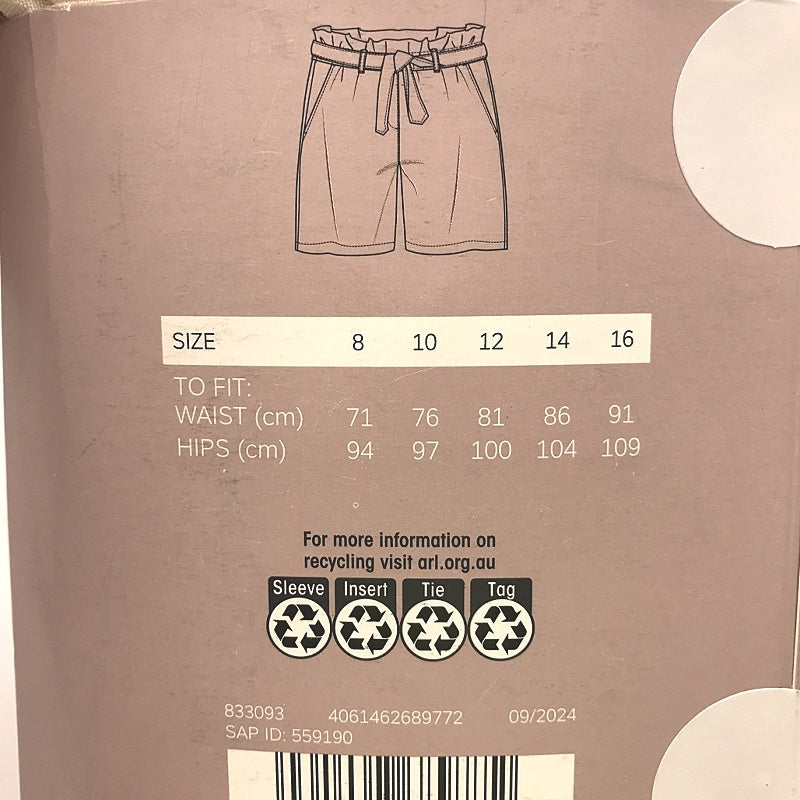 SIZE 8 10 12 14 16
TO FIT:
WAIST (cm) 71 76 81 86 91
HIPS (cm) 94 97 100 104 109
For more information on
recycling visit arl.org.au
Sleeve Insert Tie Tag
833093 4061462689772 09/2024
SAP ID: 559190